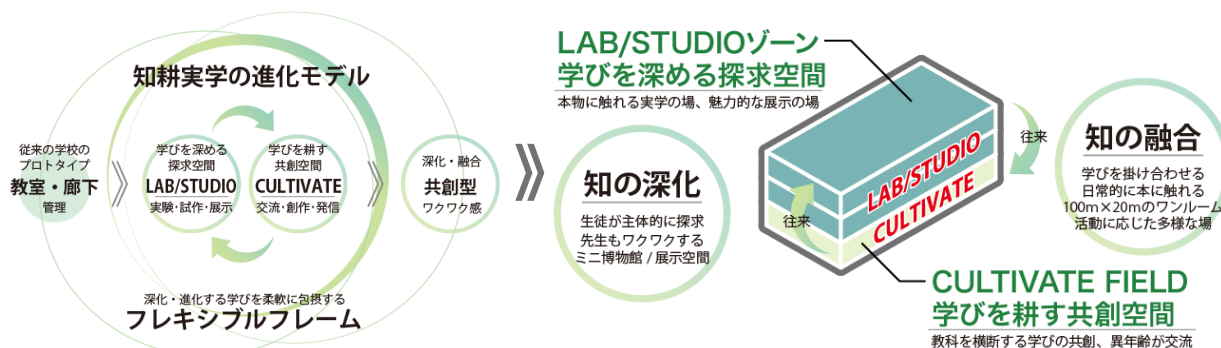 知耕実学の進化モデル
従来の学校の
プロトタイプ
教室・廊下
管理
学びを深める
探求空間
LAB/STUDIO
実験・試作・展示
学びを耕す
共創空間
CULTIVATE
交流・創作・発信
深化・融合
共創型
ワクワク感
深化・進化する学びを柔軟に包摂する
フレキシブルフレーム
LAB/STUDIOゾーン
学びを深める探求空間
本物に触れる実学の場、魅力的な展示の場
知の深化
生徒が主体的に探求
先生もワクワクする
ミニ博物館 / 展示空間
LAB/STUDIO
CULTIVATE
往来
往来
知の融合
学びを掛け合わせる
日常的に本に触れる
100m×20mのワンルーム
活動に応じた多様な場
CULTIVATE FIELD
学びを耕す共創空間
教科を横断する学びの共創、異年齢が交流